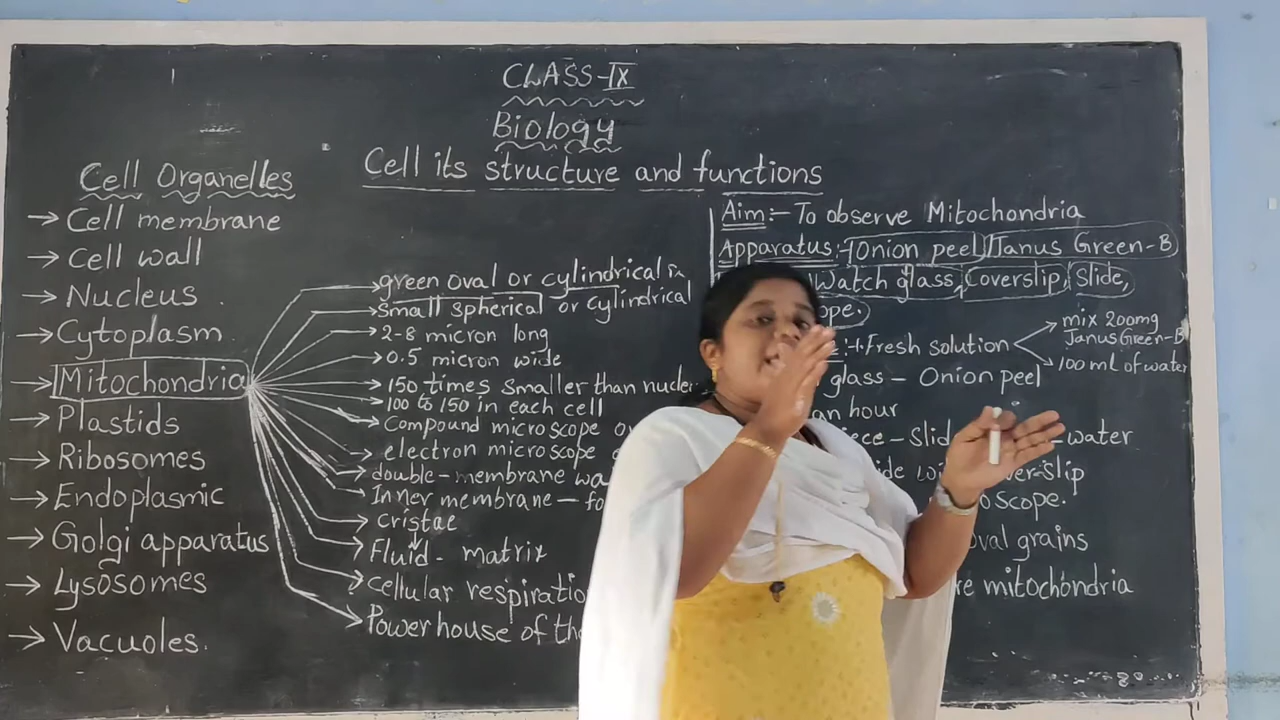 CLASS-IX
Biology
Cell its structure and functions
Cell Organelles
→ Cell membrane
→ Cell wall
→ Nucleus
→ Cytoplasm
→ Mitochondria
→ Plastids
→ Ribosomes
→ Endoplasmic
→ Golgi apparatus
→ Lysosomes
→ Vacuoles.
green oval or cylindrical
small spherical or cylindrical
2-8 micron long
0.5 micron wide
150 times smaller than
100 to 150 in each cell
Compound microscope
electron microscope
double-membrane
Inner membrane —
cristae
Fluid - matrix
cellular
Power house of
Aim:- To observe Mitochondria
Apparatus:- Onion peel, Janus Green-B
Watch glass, Coverslip, Slide,
Fresh solution
mix 200mg
Janus Green-B
100 ml of water
glass - Onion peel
hour
water
oval grains
mitochondria